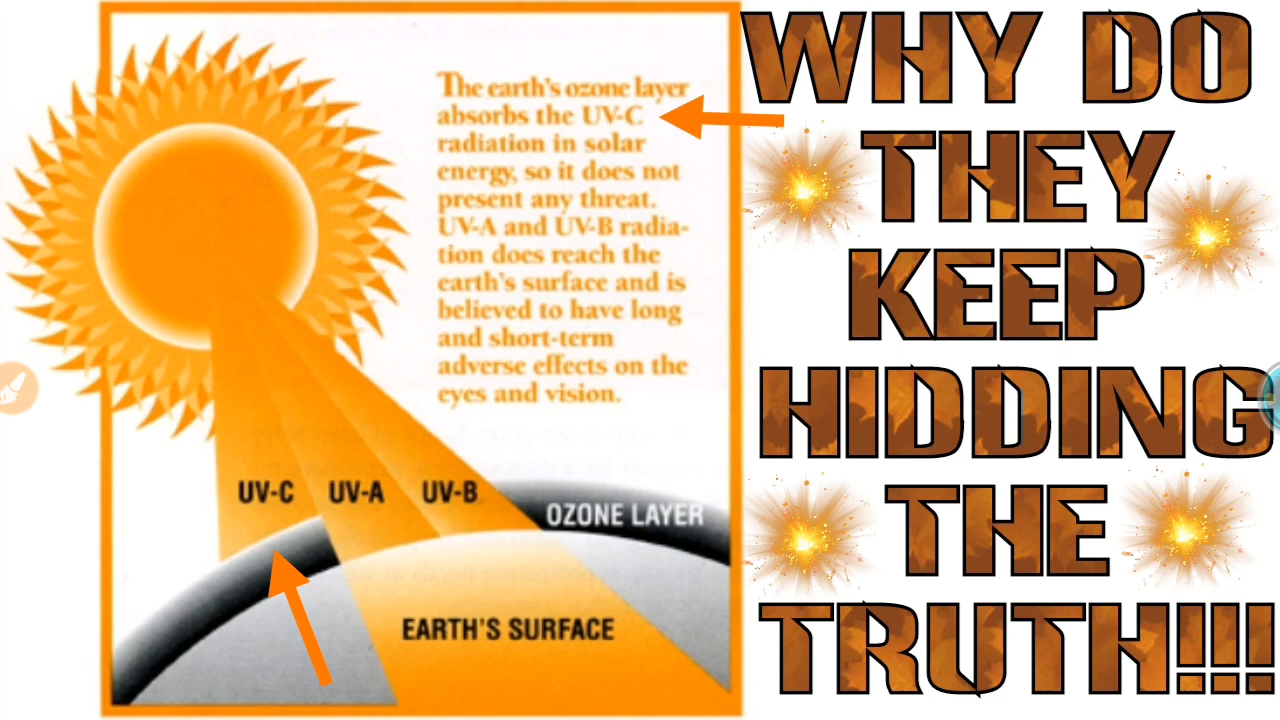 The earth's ozone layer
absorbs the UV-C
radiation in solar
energy, so it does not
present any threat.
UV-A and UV-B radia-
tion does reach the
earth's surface and is
believed to have long
and short-term
adverse effects on the
eyes and vision.
UV-C UV-A UV-B
OZONE LAYER
EARTH'S SURFACE
WHY DO
THEY
KEEP
HIDDING
THE
TRUTH!!!